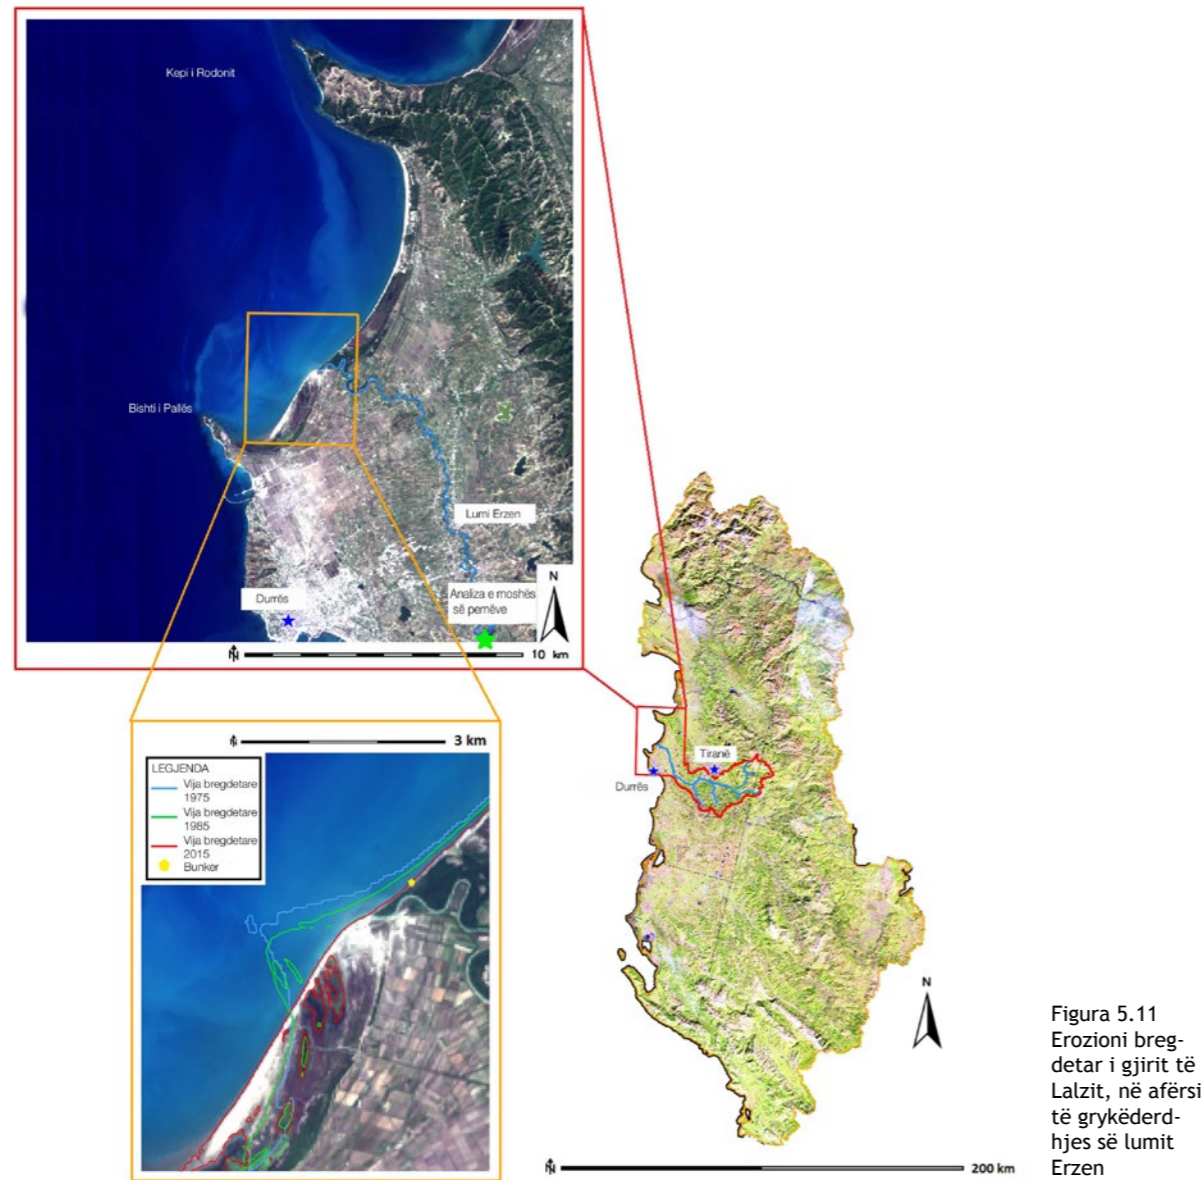 Kepi i Rodonit
Bishti i Pallës
Lumi Erzen
Durrës
Analiza e moshës
së pemëve
N
N
10 km
N
3 km
LEGJENDA
Vija bregdetare
1975
Vija bregdetare
1985
Vija bregdetare
2015
Bunker
Tiranë
Durrës
N
N
200 km
Figura 5.11
Erozioni breg-
detar i gjirit të
Lalzit, në afërsi
të grykëderd-
hjes së lumit
Erzen